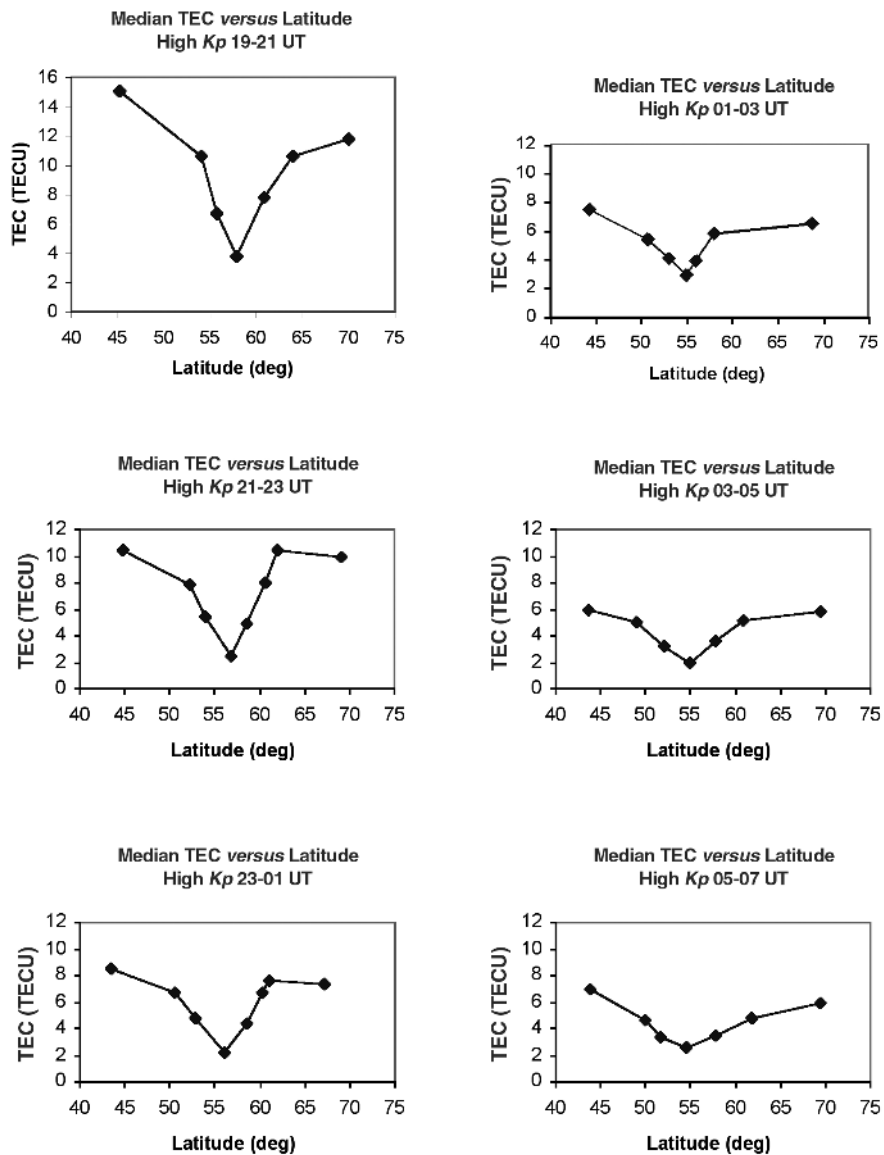 Median TEC versus Latitude
High Kp 19-21 UT
TEC (TECU)
16
14
12
10
8
6
4
2
0
40 45 50 55 60 65 70 75
Latitude (deg)
Median TEC versus Latitude
High Kp 01-03 UT
TEC (TECU)
12
10
8
6
4
2
0
40 45 50 55 60 65 70 75
Latitude (deg)
Median TEC versus Latitude
High Kp 21-23 UT
TEC (TECU)
12
10
8
6
4
2
0
40 45 50 55 60 65 70 75
Latitude (deg)
Median TEC versus Latitude
High Kp 03-05 UT
TEC (TECU)
12
10
8
6
4
2
0
40 45 50 55 60 65 70 75
Latitude (deg)
Median TEC versus Latitude
High Kp 23-01 UT
TEC (TECU)
12
10
8
6
4
2
0
40 45 50 55 60 65 70 75
Latitude (deg)
Median TEC versus Latitude
High Kp 05-07 UT
TEC (TECU)
12
10
8
6
4
2
0
40 45 50 55 60 65 70 75
Latitude (deg)